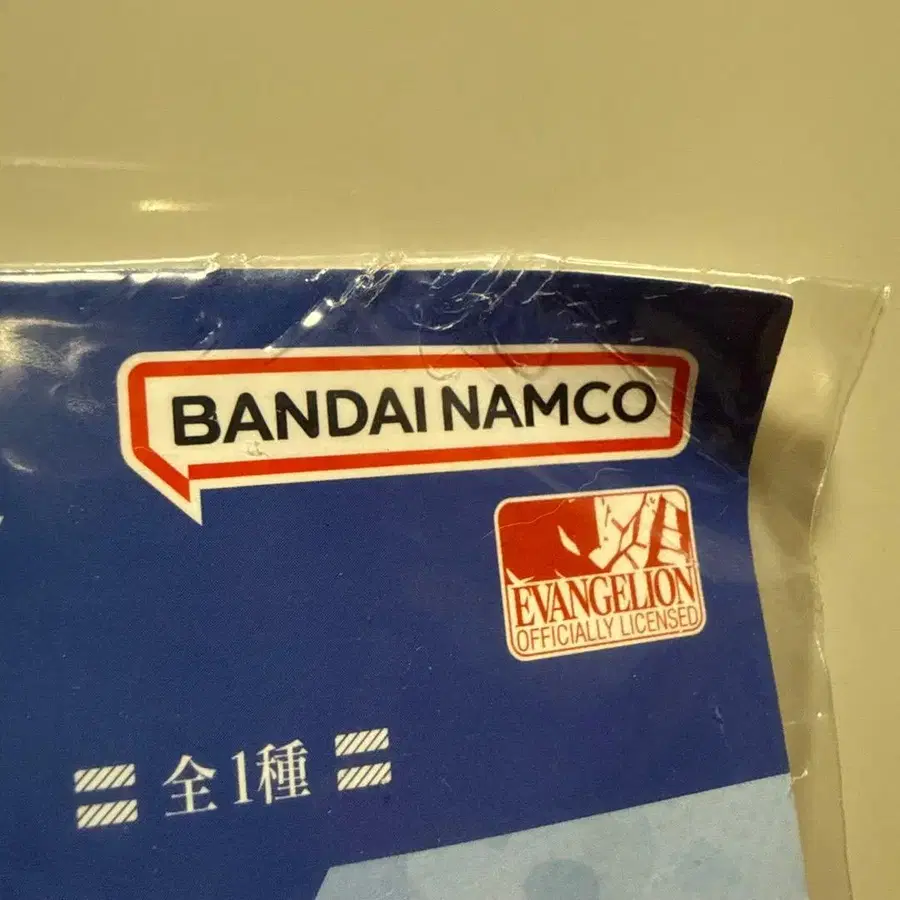 BANDAI NAMCO
EVANGELION
OFFICIALLY LICENSED
全1種